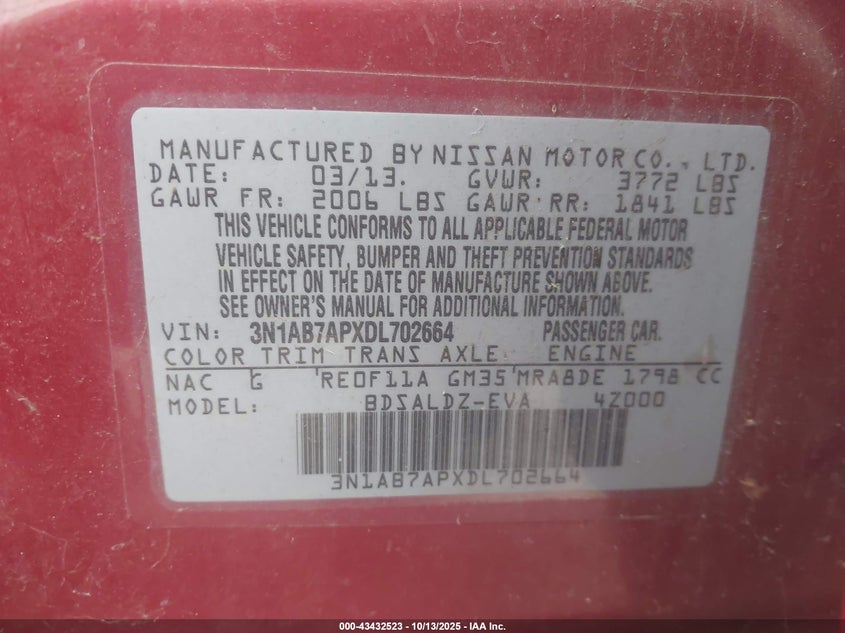 MANUFACTURED BY NISSAN MOTOR CO., LTD.
DATE: 03/13. GVWR: 3772 LBS
GAWR FR: 2006 LBS GAWR RR: 1841 LBS
THIS VEHICLE CONFORMS TO ALL APPLICABLE FEDERAL MOTOR
VEHICLE SAFETY, BUMPER AND THEFT PREVENTION STANDARDS
IN EFFECT ON THE DATE OF MANUFACTURE SHOWN ABOVE.
SEE OWNER'S MANUAL FOR ADDITIONAL INFORMATION.
VIN: 3N1AB7APXDL702664 PASSENGER CAR.
COLOR TRIM TRANS AXLE ENGINE
NAC G RE0F11A GM35 MRA8DE 1798 CC
MODEL: BDSALDZ-EVA 4Z000
3N1AB7APXDL702664
000-43432523 - 10/13/2025 - IAA Inc.